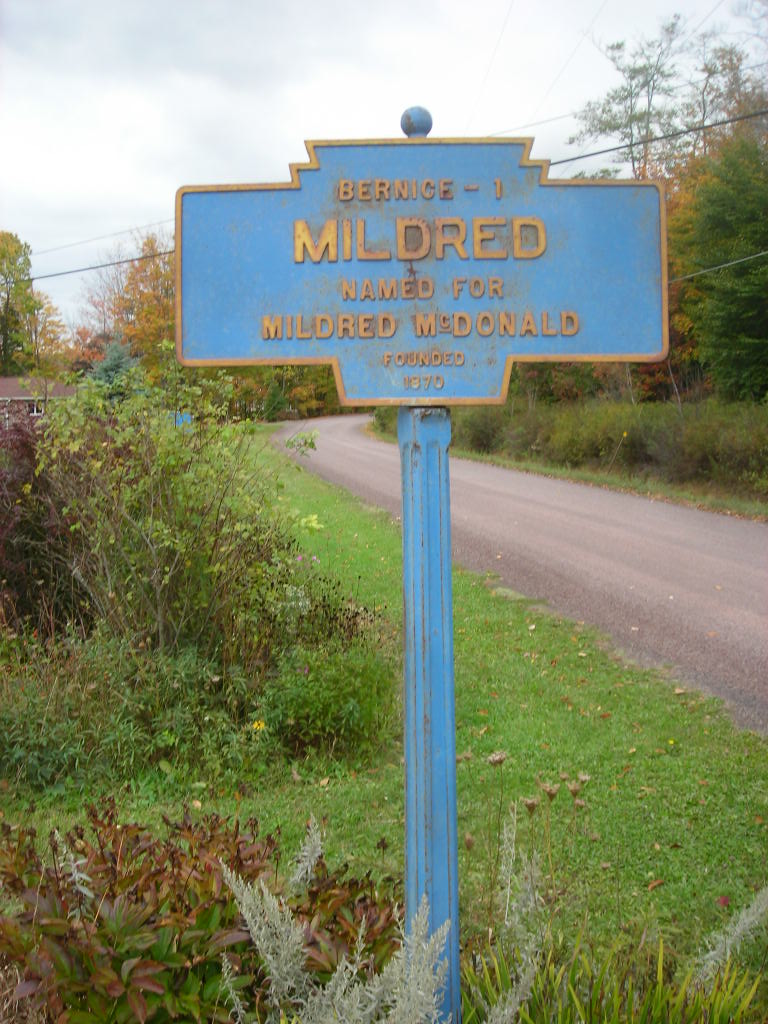 BERNICE - 1
MILDRED
NAMED FOR
MILDRED McDONALD
FOUNDED
1870